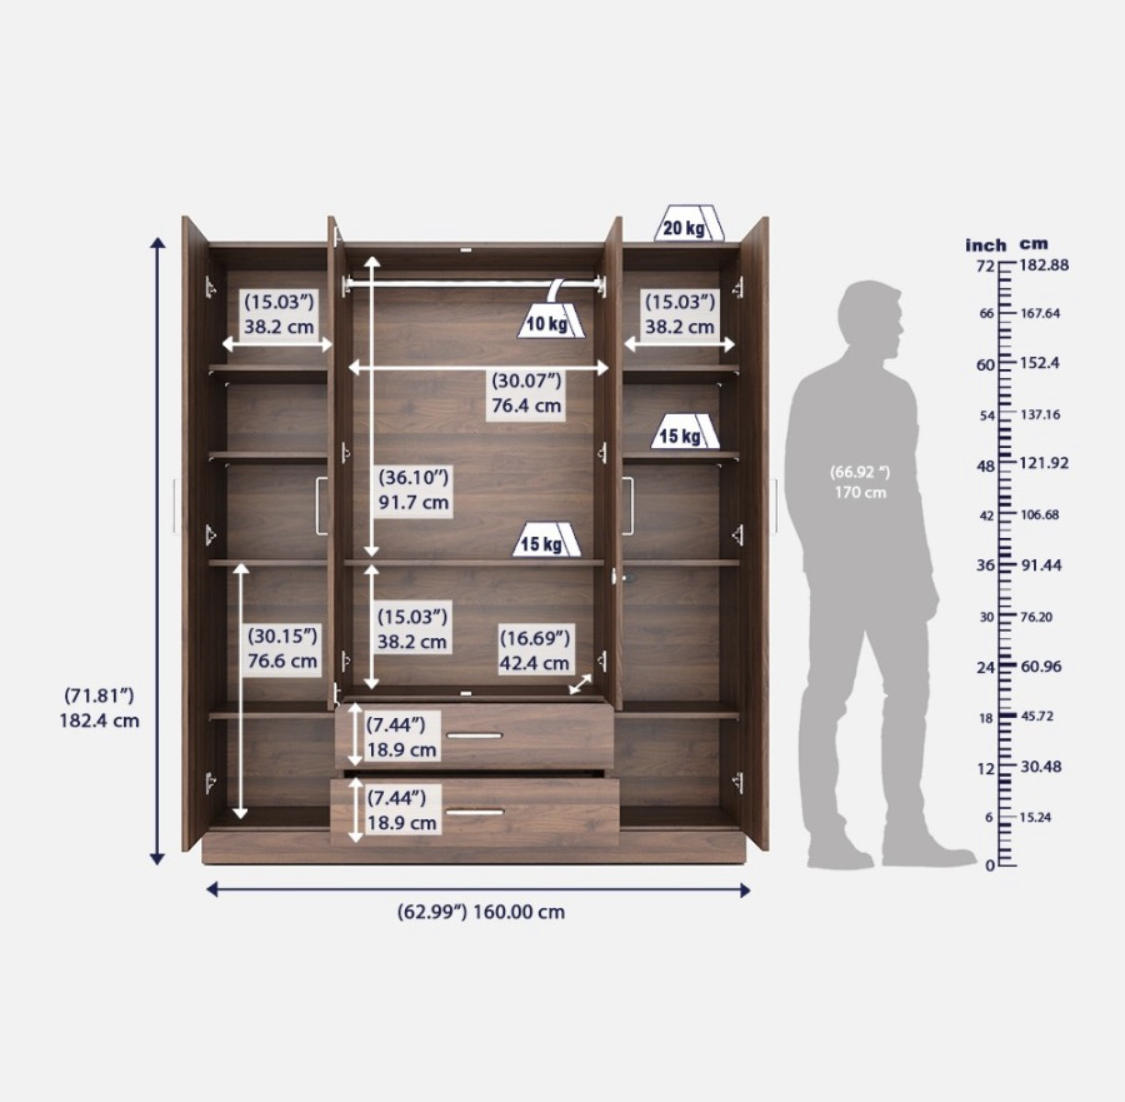 20 kg
inch cm
72 182.88
66 167.64
60 152.4
54 137.16
48 121.92
42 106.68
36 91.44
30 76.20
24 60.96
18 45.72
12 30.48
6 15.24
0
(15.03”)
38.2 cm
10 kg
(15.03”)
38.2 cm
(30.07”)
76.4 cm
15 kg
(36.10”)
91.7 cm
(66.92 “)
170 cm
15 kg
(30.15”)
76.6 cm
(15.03”)
38.2 cm
(16.69”)
42.4 cm
(71.81”)
182.4 cm
(7.44”)
18.9 cm
(7.44”)
18.9 cm
(62.99”) 160.00 cm